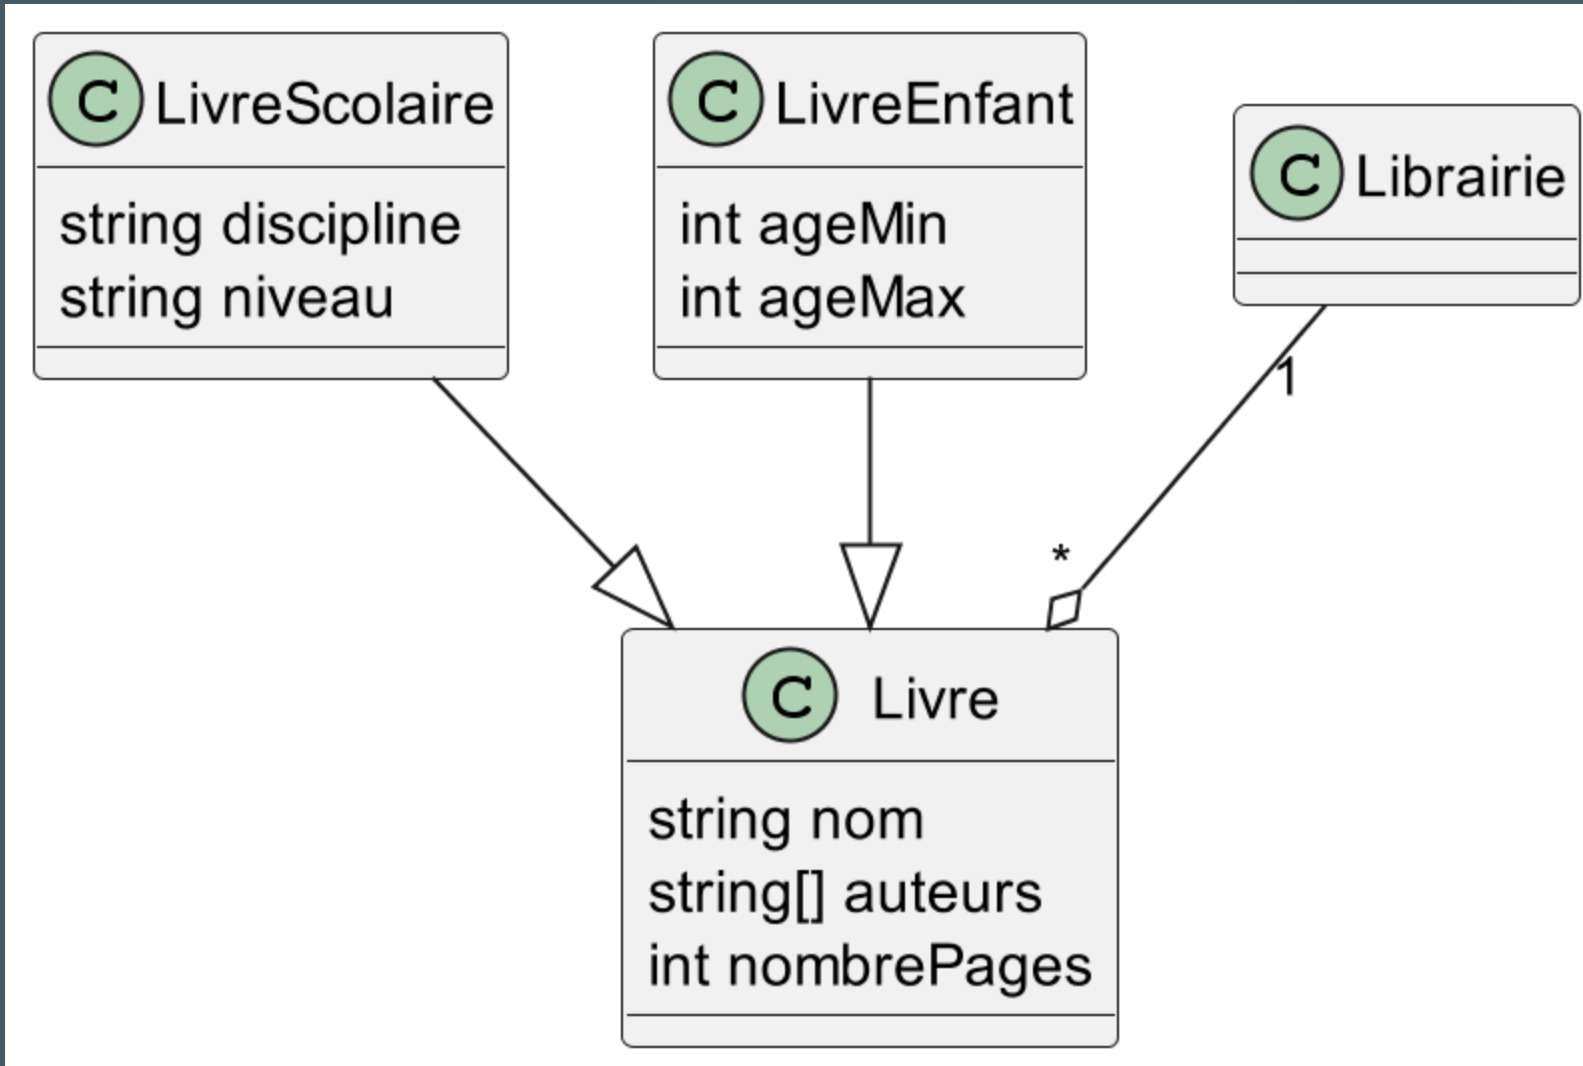 C LivreScolaire
string discipline
string niveau
C LivreEnfant
int ageMin
int ageMax
C Librairie
1
*
C Livre
string nom
string[] auteurs
int nombrePages